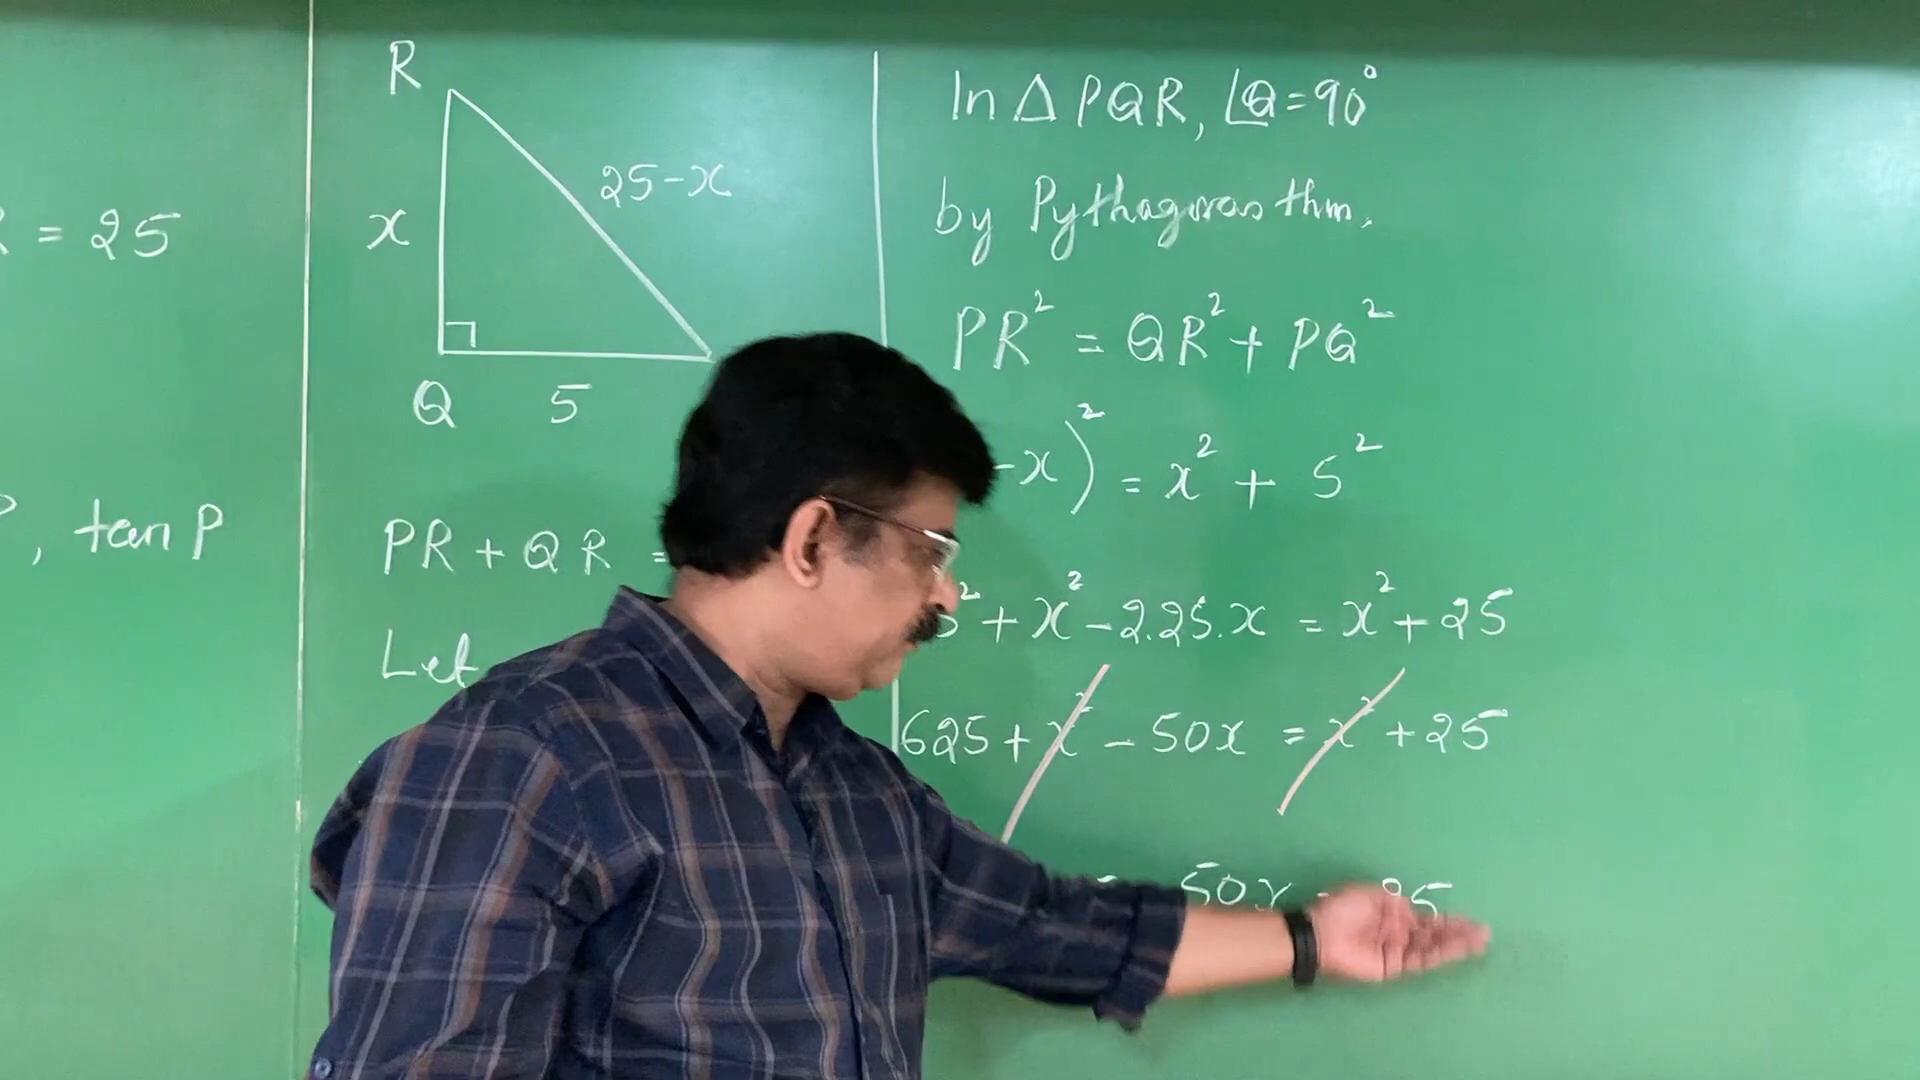 = 25
, tan P
R
25-x
x
Q 5
PR + QR =
Let
In △ PQR, ∠Q = 90°
by Pythagoras thm.
PR² = QR² + PQ²
-x)² = x² + 5²
² + x² - 2.25.x = x² + 25
625 + x² - 50x = x² + 25
50x = 25